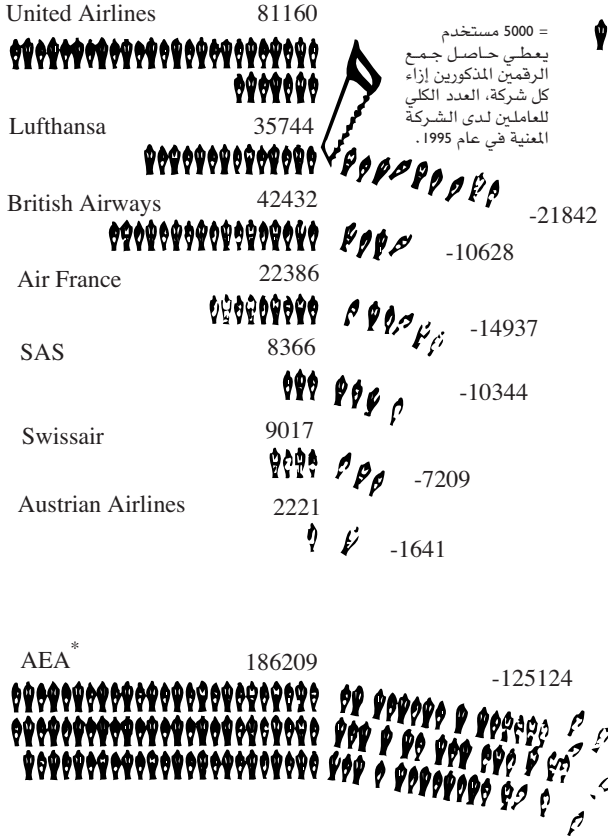 United Airlines 81160
= 5000 مستخدم
يعطي حاصل جمع
الرقمين المذكورين إزاء
كل شركة، العدد الكلي
للعاملين لدى الشركة
المعنية في عام 1995.
Lufthansa 35744
-21842
British Airways 42432
-10628
Air France 22386
-14937
SAS 8366
-10344
Swissair 9017
-7209
Austrian Airlines 2221
-1641
AEA* 186209
-125124